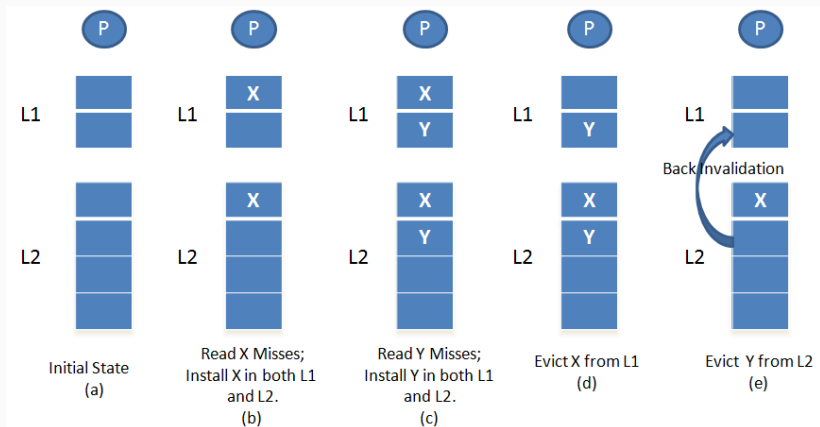 P
P
P
P
P
L1
L1
X
L1
X
Y
L1
Y
L1
Back Invalidation
L2
L2
X
L2
X
Y
L2
X
Y
L2
X
Initial State
(a)
Read X Misses;
Install X in both L1
and L2.
(b)
Read Y Misses;
Install Y in both L1
and L2.
(c)
Evict X from L1
(d)
Evict Y from L2
(e)